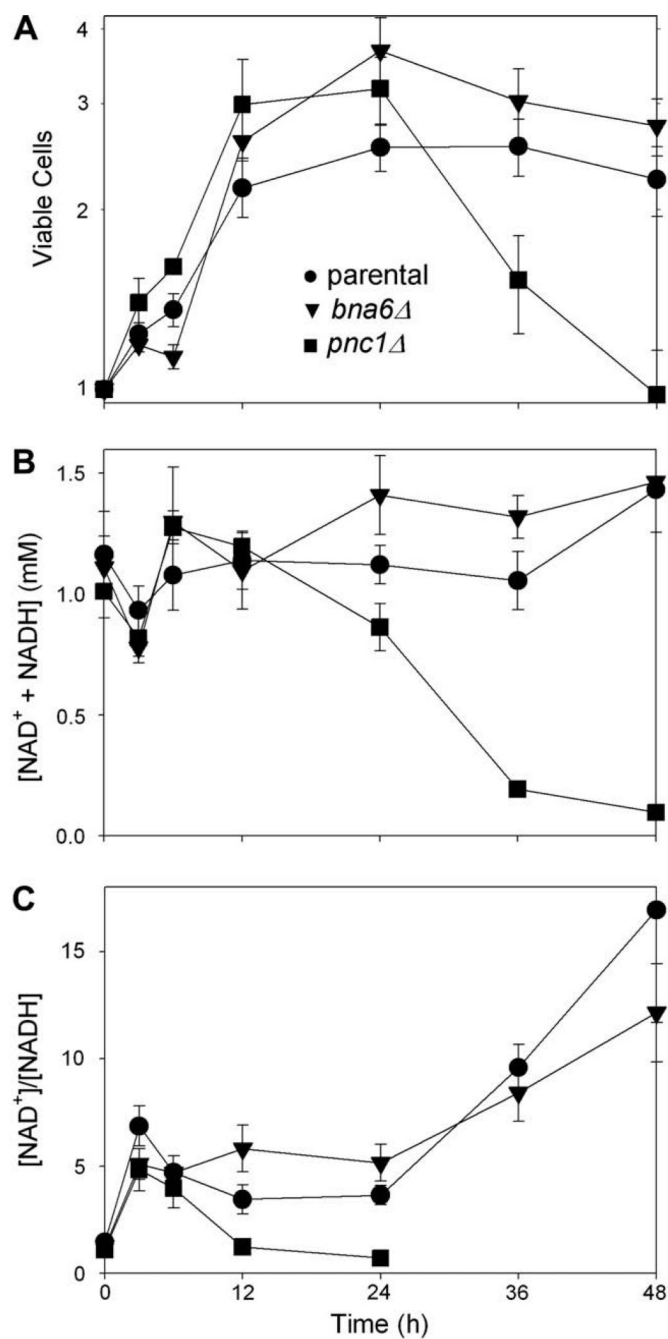 A
4
3
2
1
Viable Cells
parental
bna6Δ
pnc1Δ
B
1.5
1.0
0.5
0.0
[NAD⁺ + NADH] (mM)
C
15
10
5
0
[NAD⁺]/[NADH]
0 12 24 36 48
Time (h)